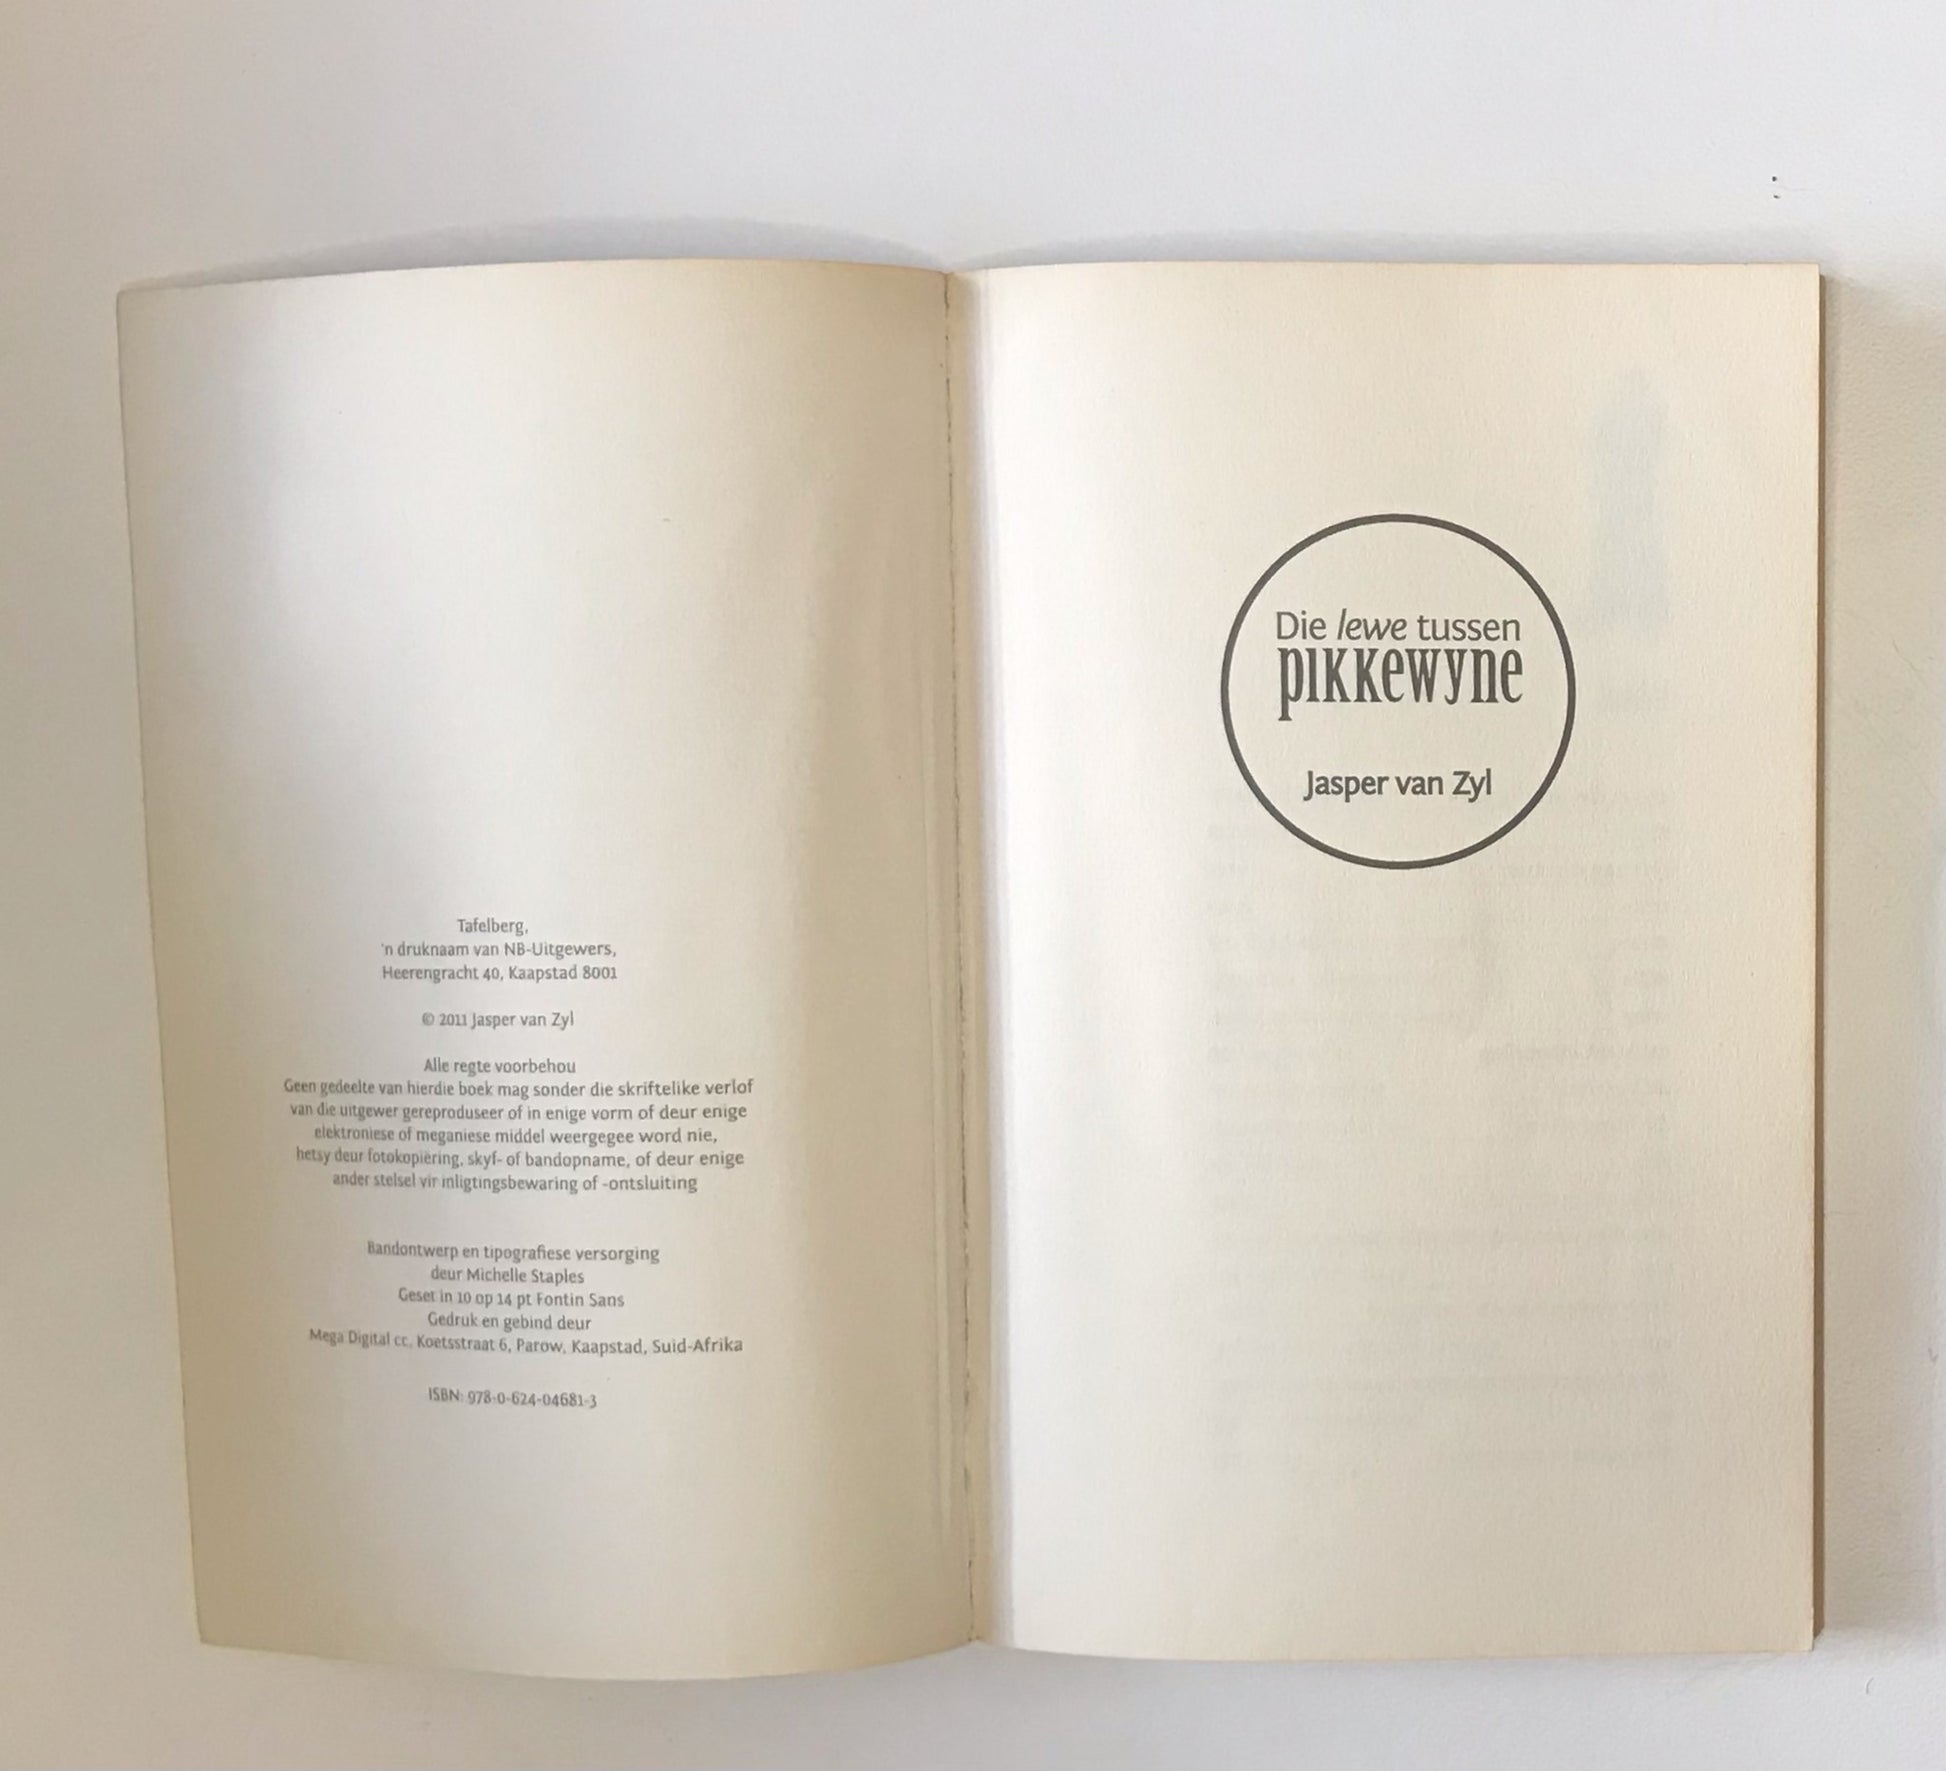 Tafelberg,
'n druknaam van NB-Uitgewers,
Heerengracht 40, Kaapstad 8001
© 2011 Jasper van Zyl
Alle regte voorbehou
Geen gedeelte van hierdie boek mag sonder die skriftelike verlof
van die uitgewer gereproduseer of in enige vorm of deur enige
elektroniese of meganiese middel weergegee word nie,
hetsy deur fotokopiëring, skyf- of bandopname, of deur enige
ander stelsel vir inligtingsbewaring of -ontsluiting
Bandontwerp en tipografiese versorging
deur Michelle Staples
Geset in 10 op 14 pt Fontin Sans
Gedruk en gebind deur
Mega Digital cc, Koetsstraat 6, Parow, Kaapstad, Suid-Afrika
ISBN: 978-0-624-04681-3
Die lewe tussen
pikkewyne
Jasper van Zyl